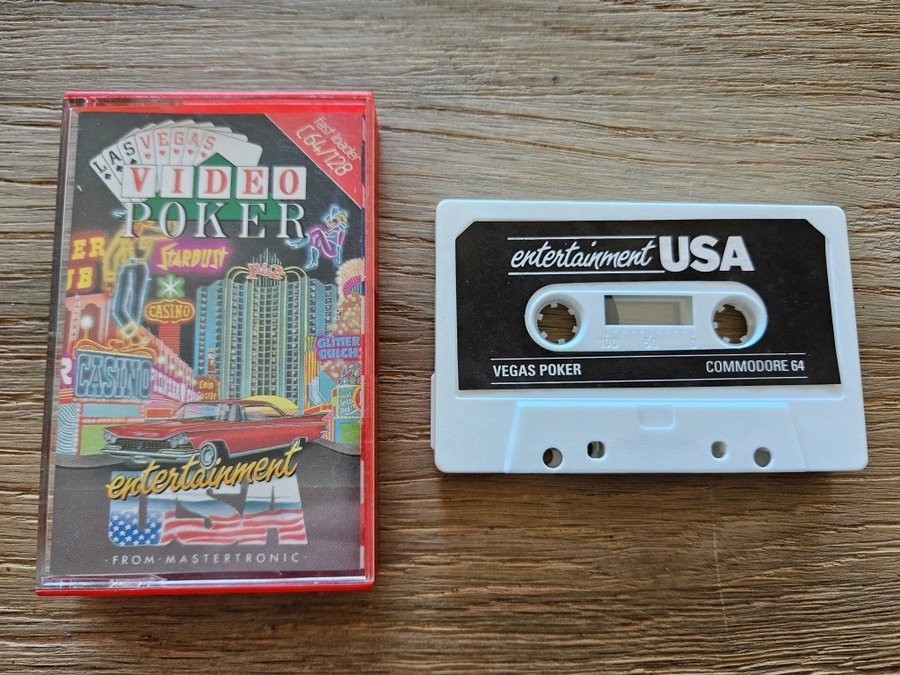 fast loader
C64/128
LAS VEGAS
VIDEO
POKER
STARDUST
CASINO
GLITTER
GULCH
CASINO
entertainment
USA
·FROM·MASTERTRONIC·
entertainment USA
100 50 0
VEGAS POKER
COMMODORE 64